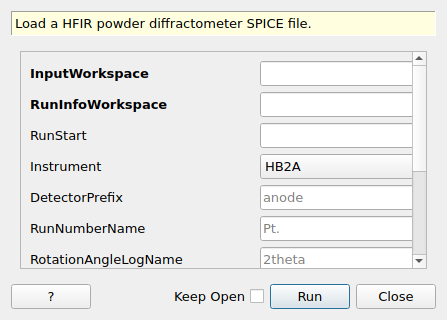 Load a HFIR powder diffractometer SPICE file.
InputWorkspace
RunInfoWorkspace
RunStart
Instrument HB2A
DetectorPrefix anode
RunNumberName Pt.
RotationAngleLogName 2theta
? Keep Open Run Close